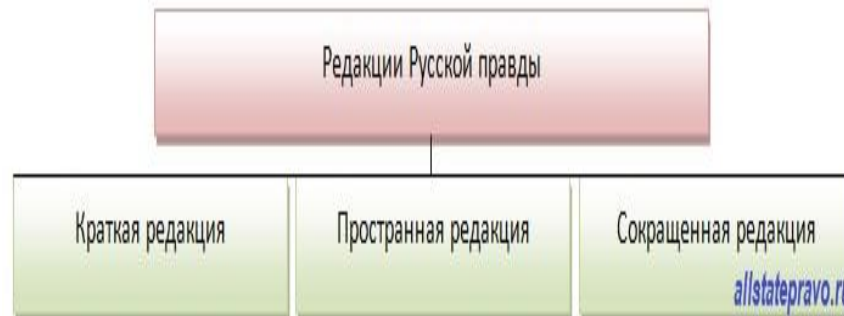 Редакции Русской правды
Краткая редакция
Пространная редакция
Сокращенная редакция
allstatepravo.ru